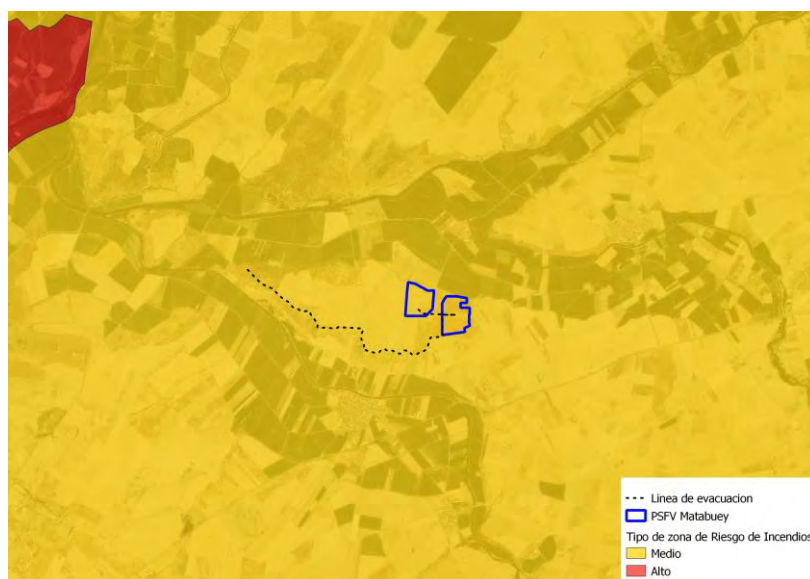 Linea de evacuacion
PSFV Matabuey
Tipo de zona de Riesgo de Incendios
Medio
Alto